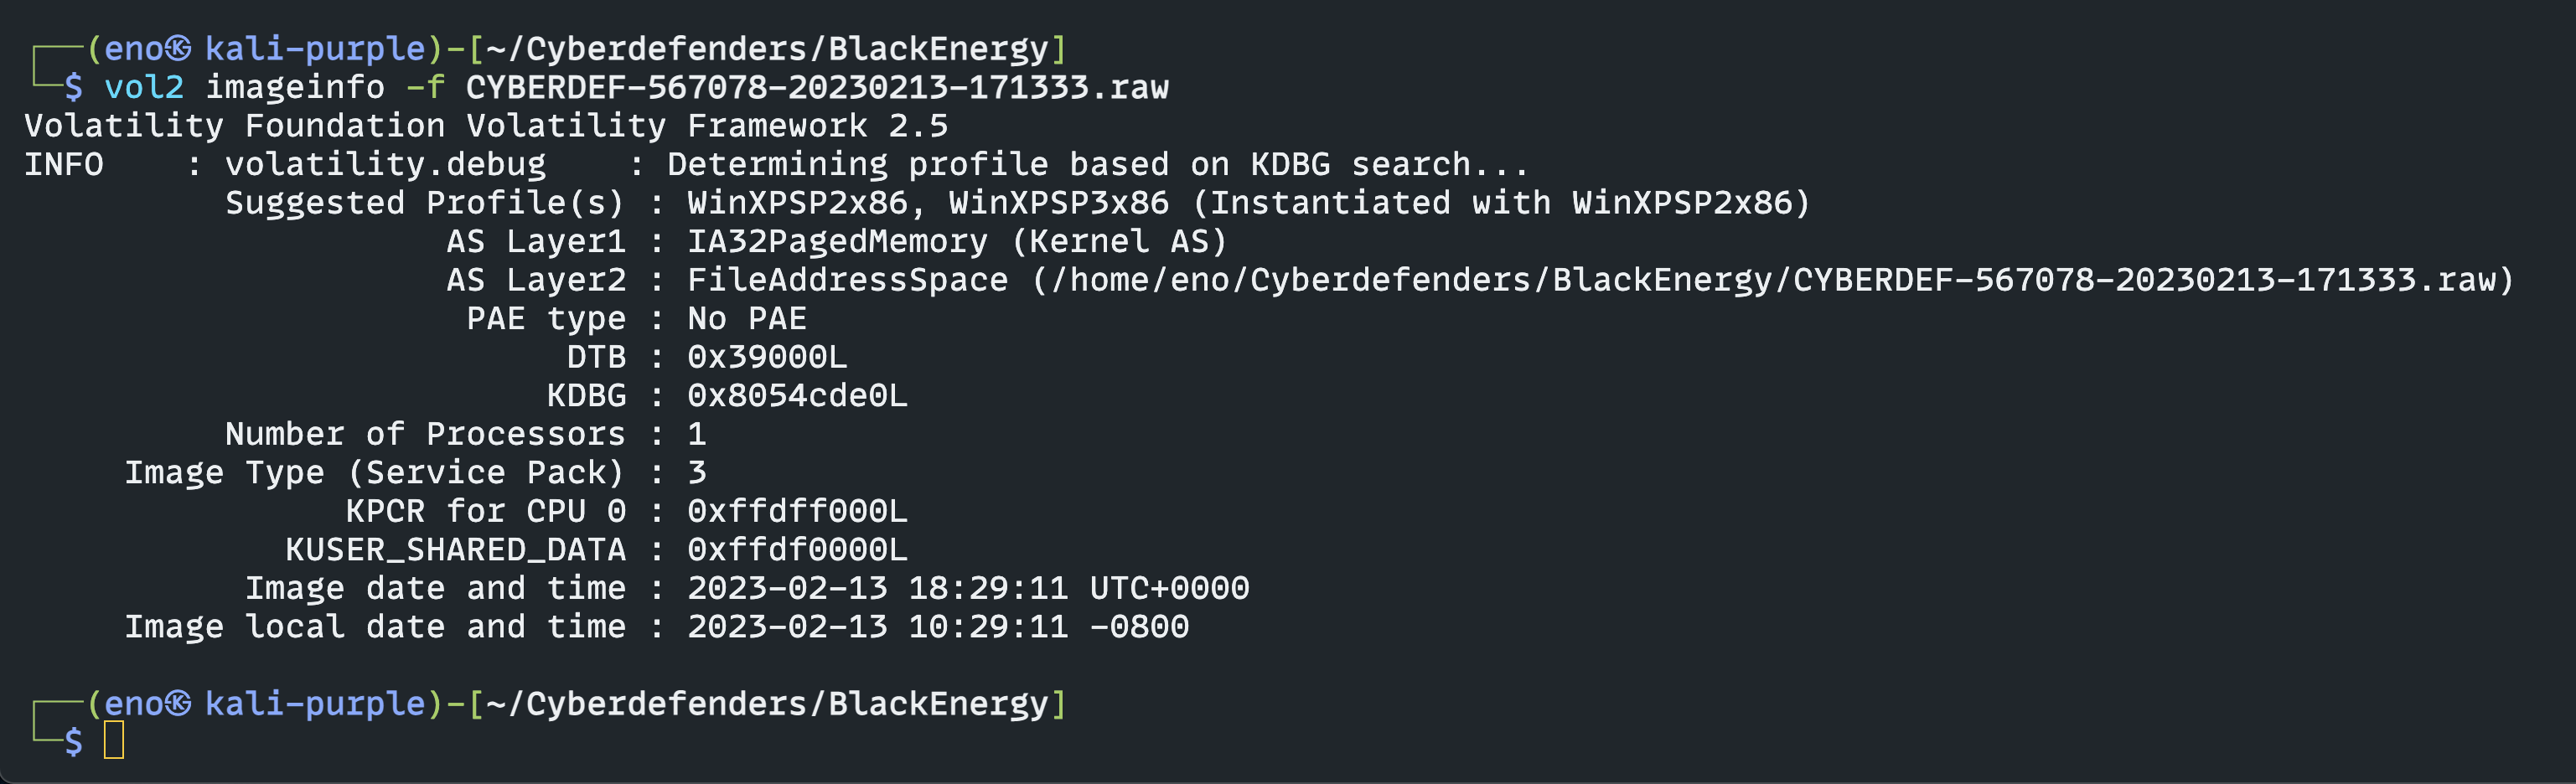 ┌──(eno㉿kali-purple)-[~/Cyberdefenders/BlackEnergy]
└─$ vol2 imageinfo -f CYBERDEF-567078-20230213-171333.raw
Volatility Foundation Volatility Framework 2.5
INFO    : volatility.debug    : Determining profile based on KDBG search...
Suggested Profile(s) : WinXPSP2x86, WinXPSP3x86 (Instantiated with WinXPSP2x86)
AS Layer1 : IA32PagedMemory (Kernel AS)
AS Layer2 : FileAddressSpace (/home/eno/Cyberdefenders/BlackEnergy/CYBERDEF-567078-20230213-171333.raw)
PAE type : No PAE
DTB : 0x39000L
KDBG : 0x8054cde0L
Number of Processors : 1
Image Type (Service Pack) : 3
KPCR for CPU 0 : 0xffdff000L
KUSER_SHARED_DATA : 0xffdf0000L
Image date and time : 2023-02-13 18:29:11 UTC+0000
Image local date and time : 2023-02-13 10:29:11 -0800
┌──(eno㉿kali-purple)-[~/Cyberdefenders/BlackEnergy]
└─$